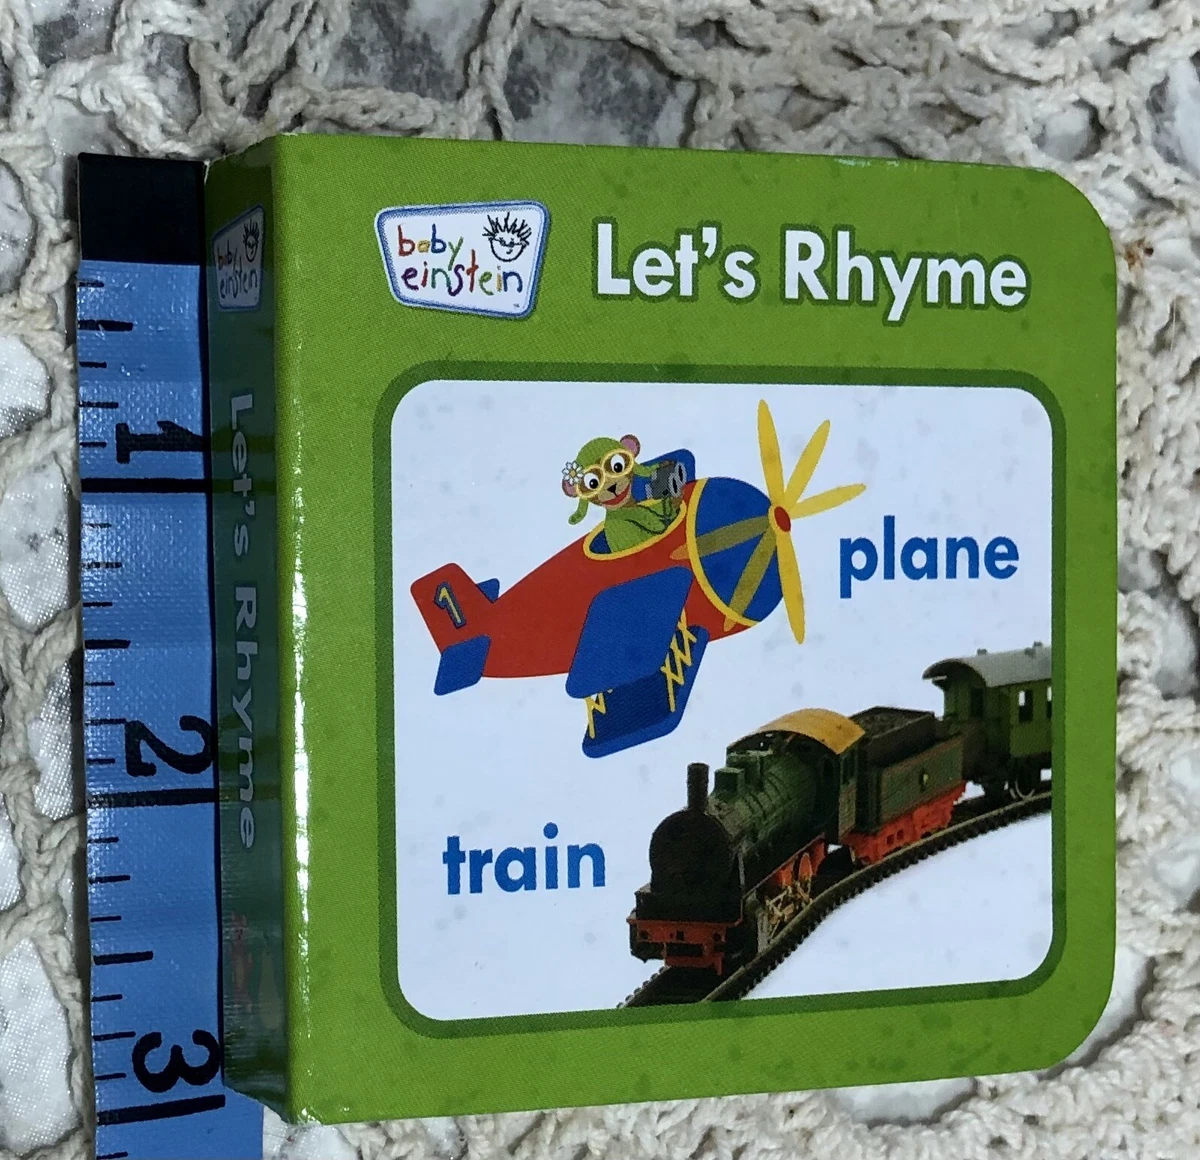 baby
einstein
Let's Rhyme
plane
train
1
baby
einstein
Let's Rhyme
1
2
3